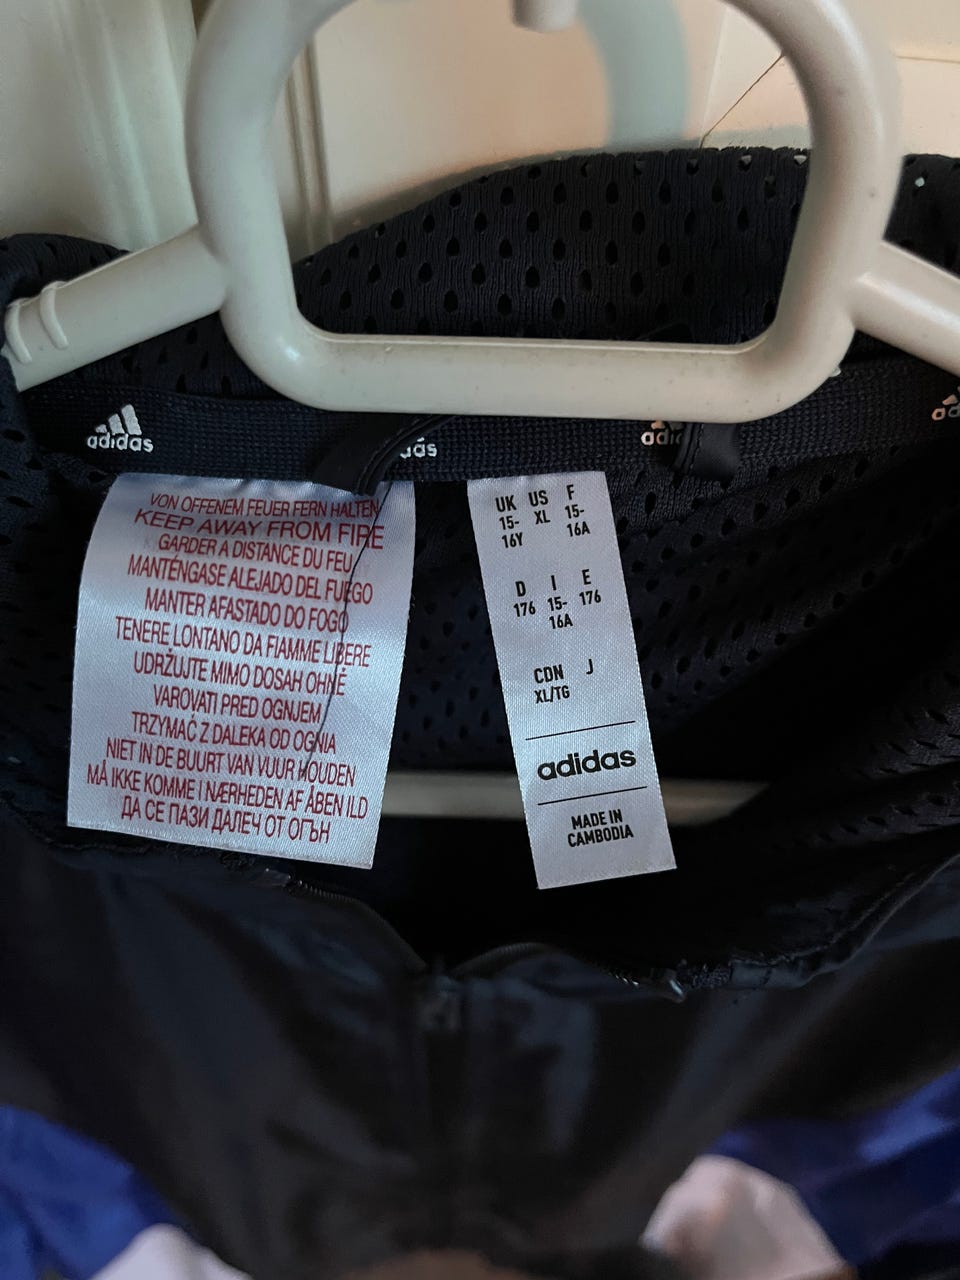 adidas
adidas
VON OFFENEM FEUER FERN HALTEN
KEEP AWAY FROM FIRE
GARDER A DISTANCE DU FEU
MANTÉNGASE ALEJADO DEL FUEGO
MANTER AFASTADO DO FOGO
TENERE LONTANO DA FIAMME LIBERE
UDRŽUJTE MIMO DOSAH OHNĚ
VAROVATI PRED OGNJEM
TRZYMAĆ Z DALEKA OD OGNIA
NIET IN DE BUURT VAN VUUR HOUDEN
MÅ IKKE KOMME I NÆRHEDEN AF ÅBEN ILD
ДА СЕ ПАЗИ ДАЛЕЧ ОТ ОГЪН
UK US F
15- XL 15-
16Y 16A
D I E
176 15- 176
16A
CDN J
XL/TG
adidas
MADE IN
CAMBODIA